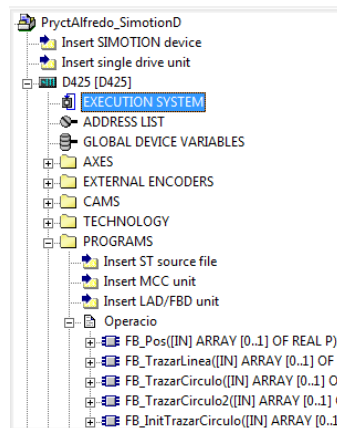 PryctAlfredo_SimotionD
Insert SIMOTION device
Insert single drive unit
D425 [D425]
EXECUTION SYSTEM
ADDRESS LIST
GLOBAL DEVICE VARIABLES
AXES
EXTERNAL ENCODERS
CAMS
TECHNOLOGY
PROGRAMS
Insert ST source file
Insert MCC unit
Insert LAD/FBD unit
Operacio
FB_Pos([IN] ARRAY [0..1] OF REAL P)
FB_TrazarLinea([IN] ARRAY [0..1] OF
FB_TrazarCirculo([IN] ARRAY [0..1] O
FB_TrazarCirculo2([IN] ARRAY [0..1]
FB_InitTrazarCirculo([IN] ARRAY [0..1